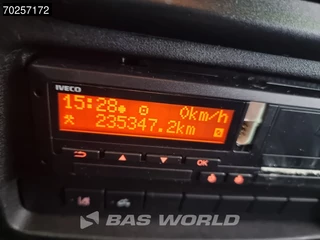 70257172
IVECO
15:28 0km/h
235347.2km
OK
BAS WORLD